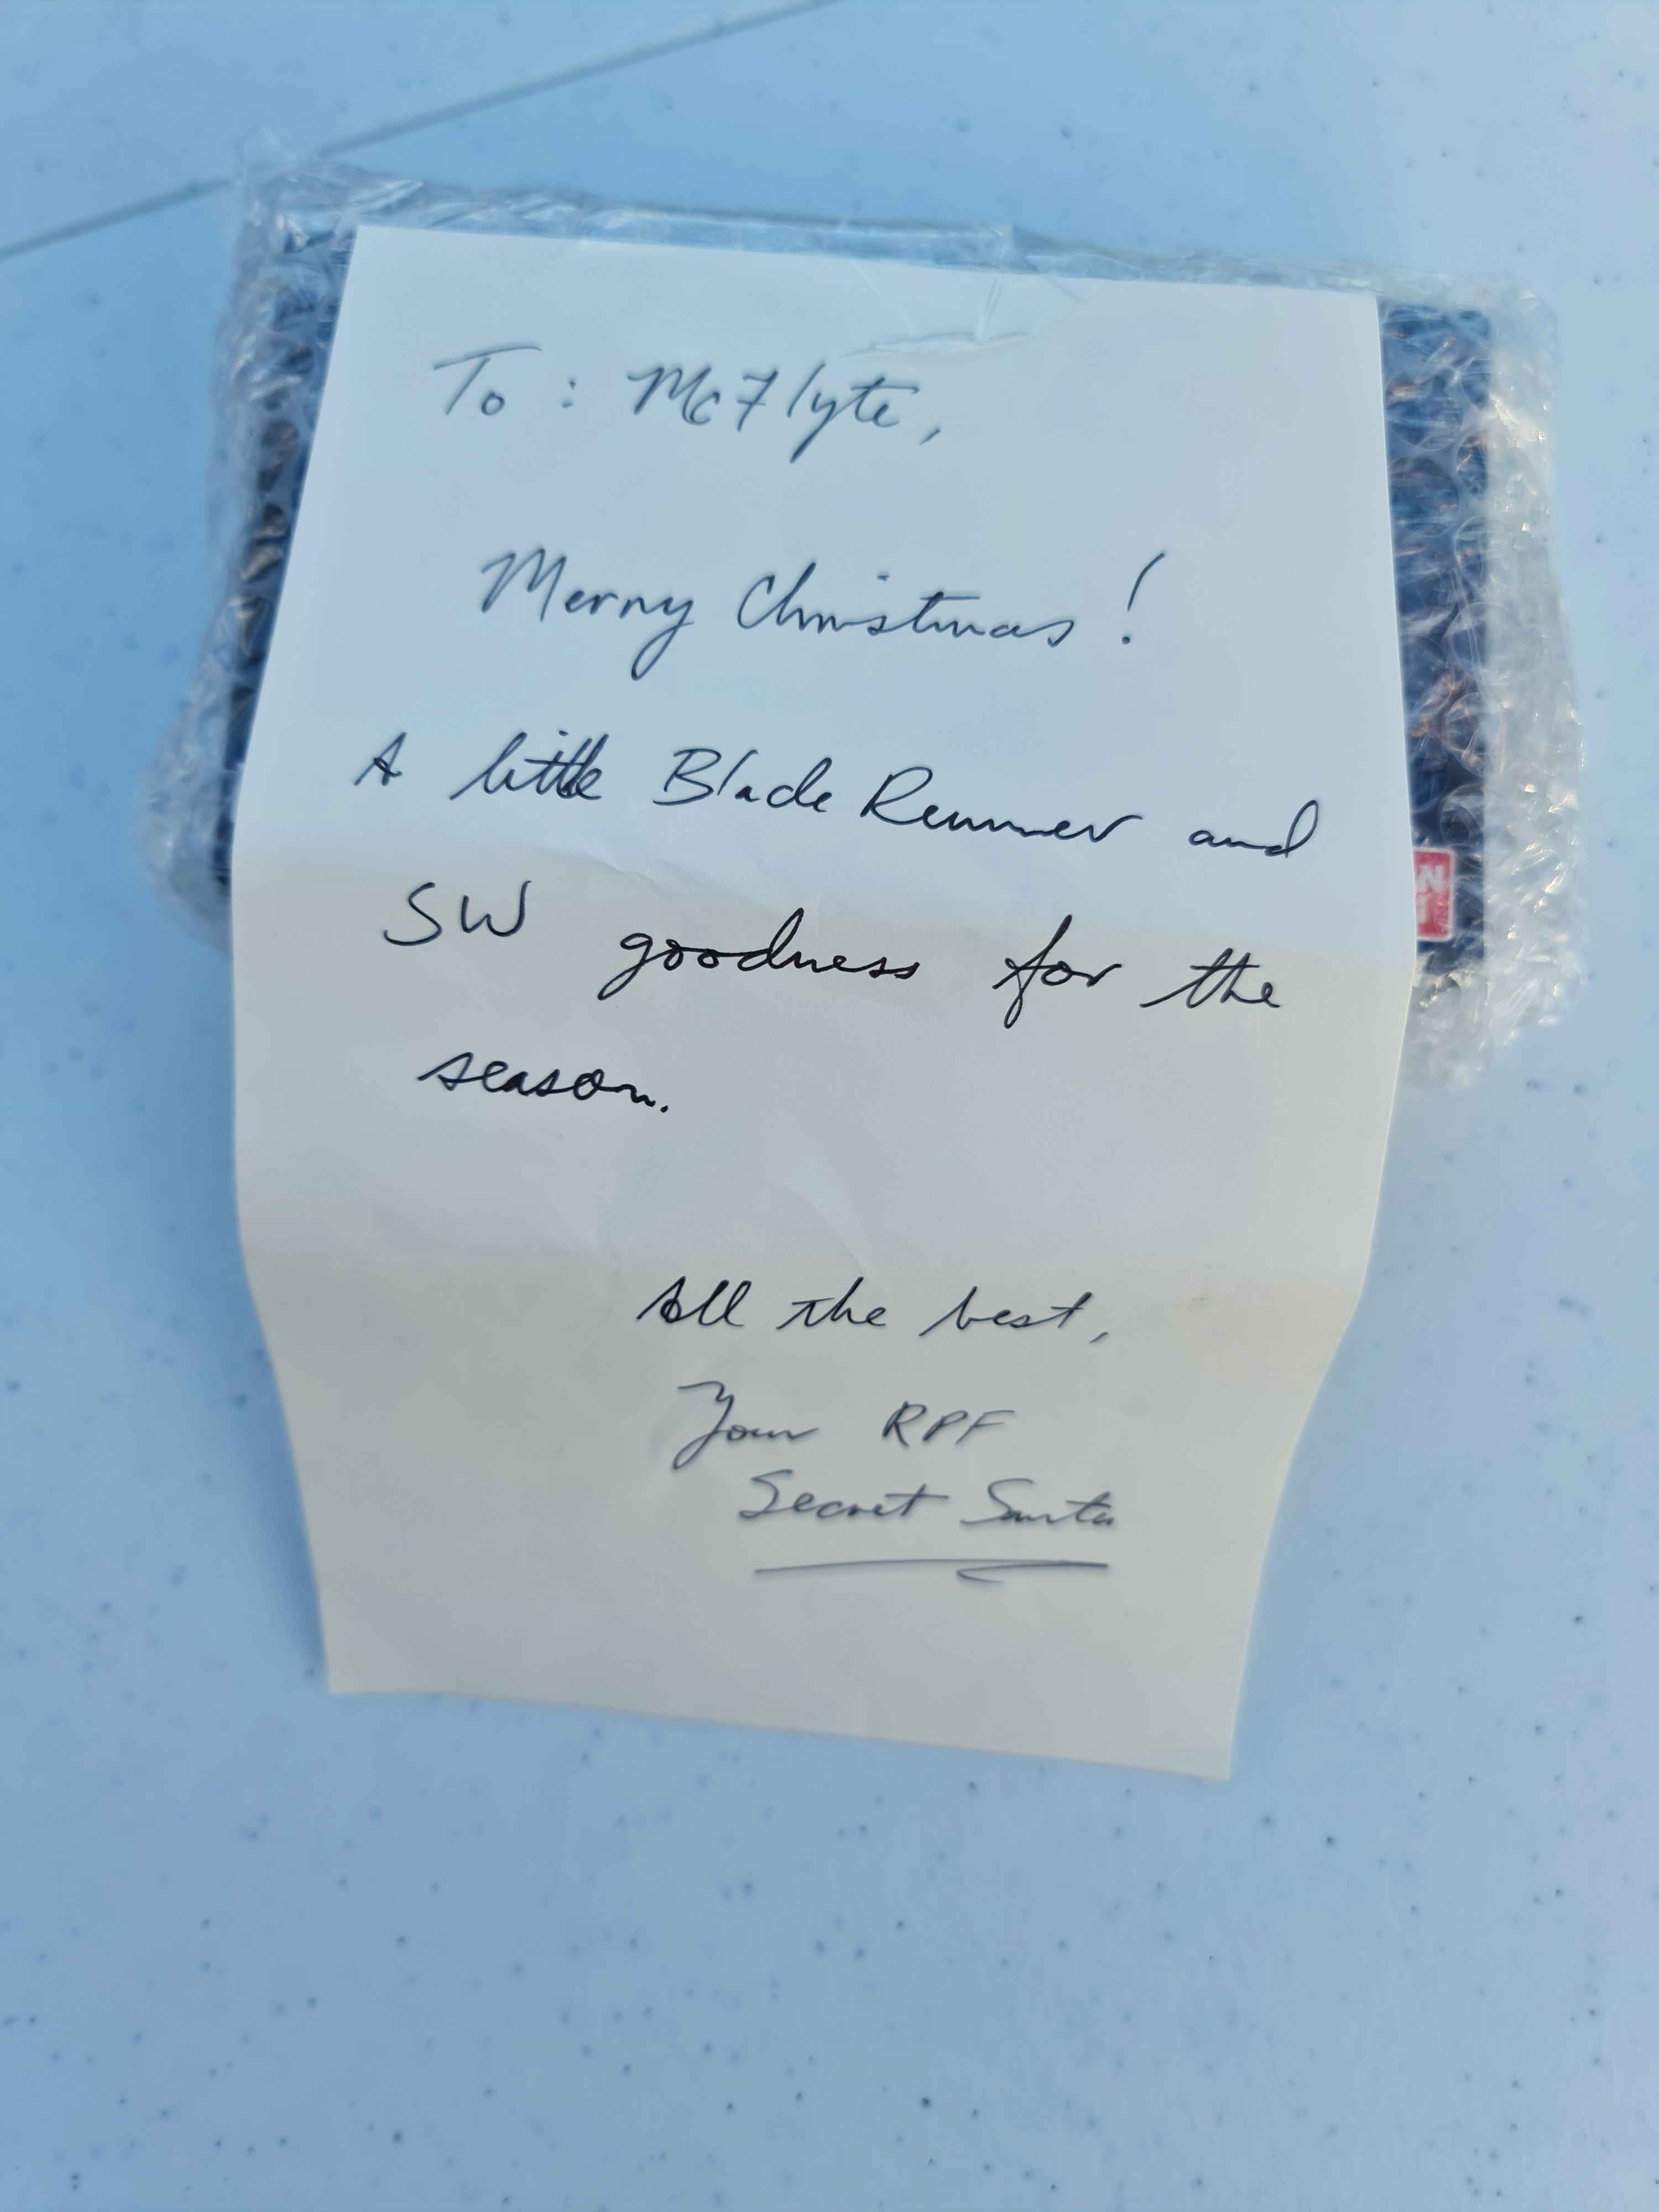 To: McFlyte,
Merry Christmas!
A little Blade Runner and
SW goodness for the
season.
All the best,
Your RPF
Secret Santa